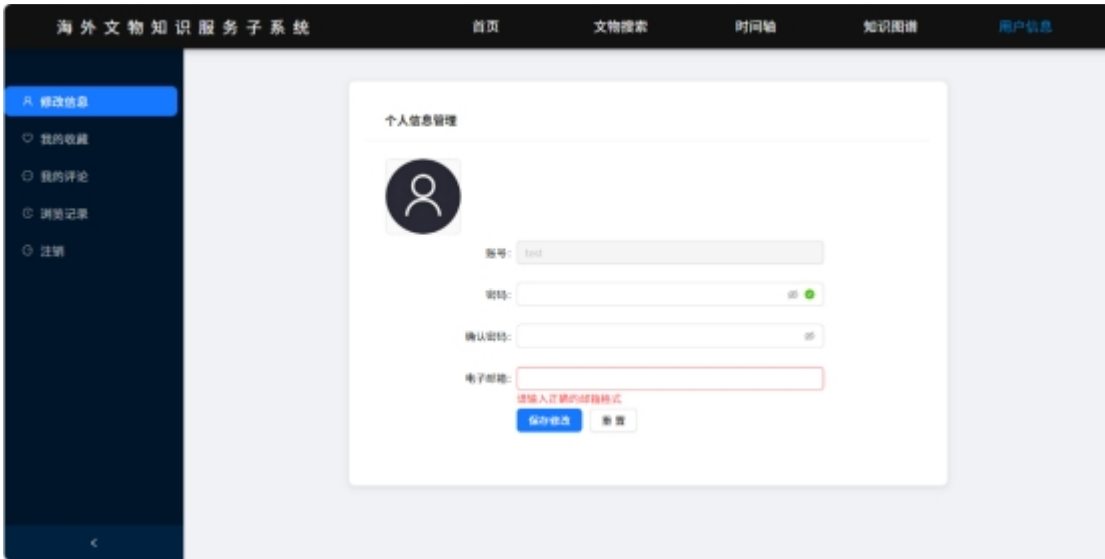 海外文物知识服务子系统 首页 文物搜索 时间轴 知识图谱 用户信息
修改信息
我的收藏
我的评论
浏览记录
注销
个人信息管理
账号: test
密码:
确认密码:
电子邮箱:
请输入正确的邮箱格式
保存修改 重置